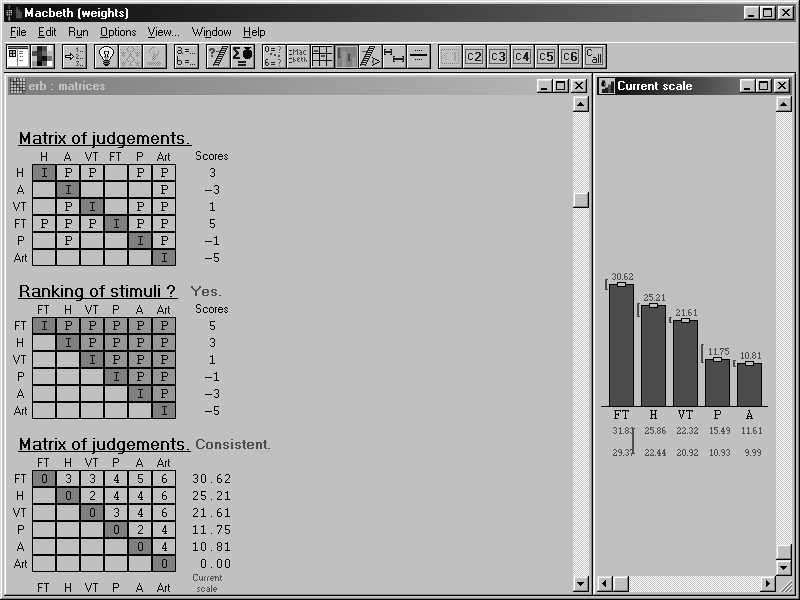 Macbeth (weights)
File Edit Run Options View... Window Help
C2 C3 C4 C5 C6 Call
erb : matrices
Current scale
Matrix of judgements.
H A VT FT P Art Scores
H I P P P P 3
A I P -3
VT P I P P 1
FT P P P I P P 5
P P I P -1
Art I -5
Ranking of stimuli ? Yes.
FT H VT P A Art Scores
FT I P P P P P 5
H I P P P P 3
VT I P P P 1
P I P P -1
A I P -3
Art I -5
Matrix of judgements. Consistent.
FT H VT P A Art
FT 0 3 3 4 5 6 30.62
H 0 2 4 4 6 25.21
VT 0 3 4 6 21.61
P 0 2 4 11.75
A 0 4 10.81
Art 0 0.00
FT H VT P A Art Current scale
30.62
25.21
21.61
11.75
10.81
FT H VT P A
31.83 25.86 22.32 15.49 11.61
29.37 22.44 20.92 10.93 9.99